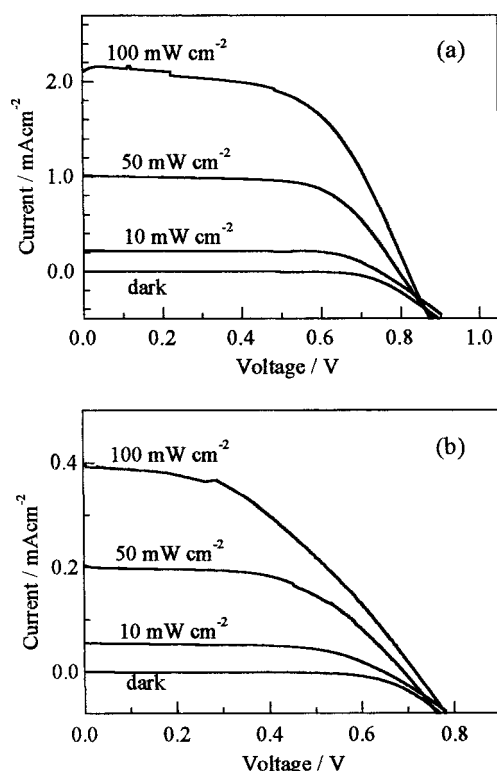 (a)
100 mW cm⁻²
2.0
50 mW cm⁻²
1.0
10 mW cm⁻²
0.0
dark
Current / mAcm⁻²
0.0 0.2 0.4 0.6 0.8 1.0
Voltage / V
(b)
100 mW cm⁻²
0.4
50 mW cm⁻²
0.2
10 mW cm⁻²
0.0
dark
Current / mAcm⁻²
0.0 0.2 0.4 0.6 0.8
Voltage / V